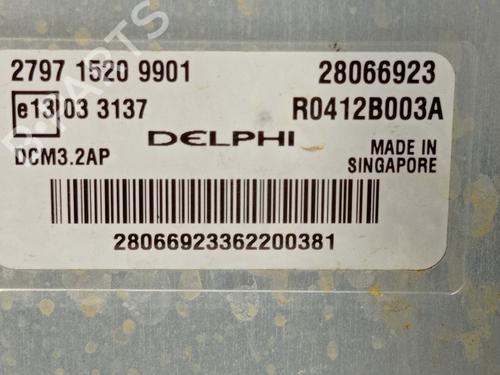 2797 1520 9901 28066923
e13 03 3137 R0412B003A
DELPHI
DCM3.2AP MADE IN
SINGAPORE
28066923362200381